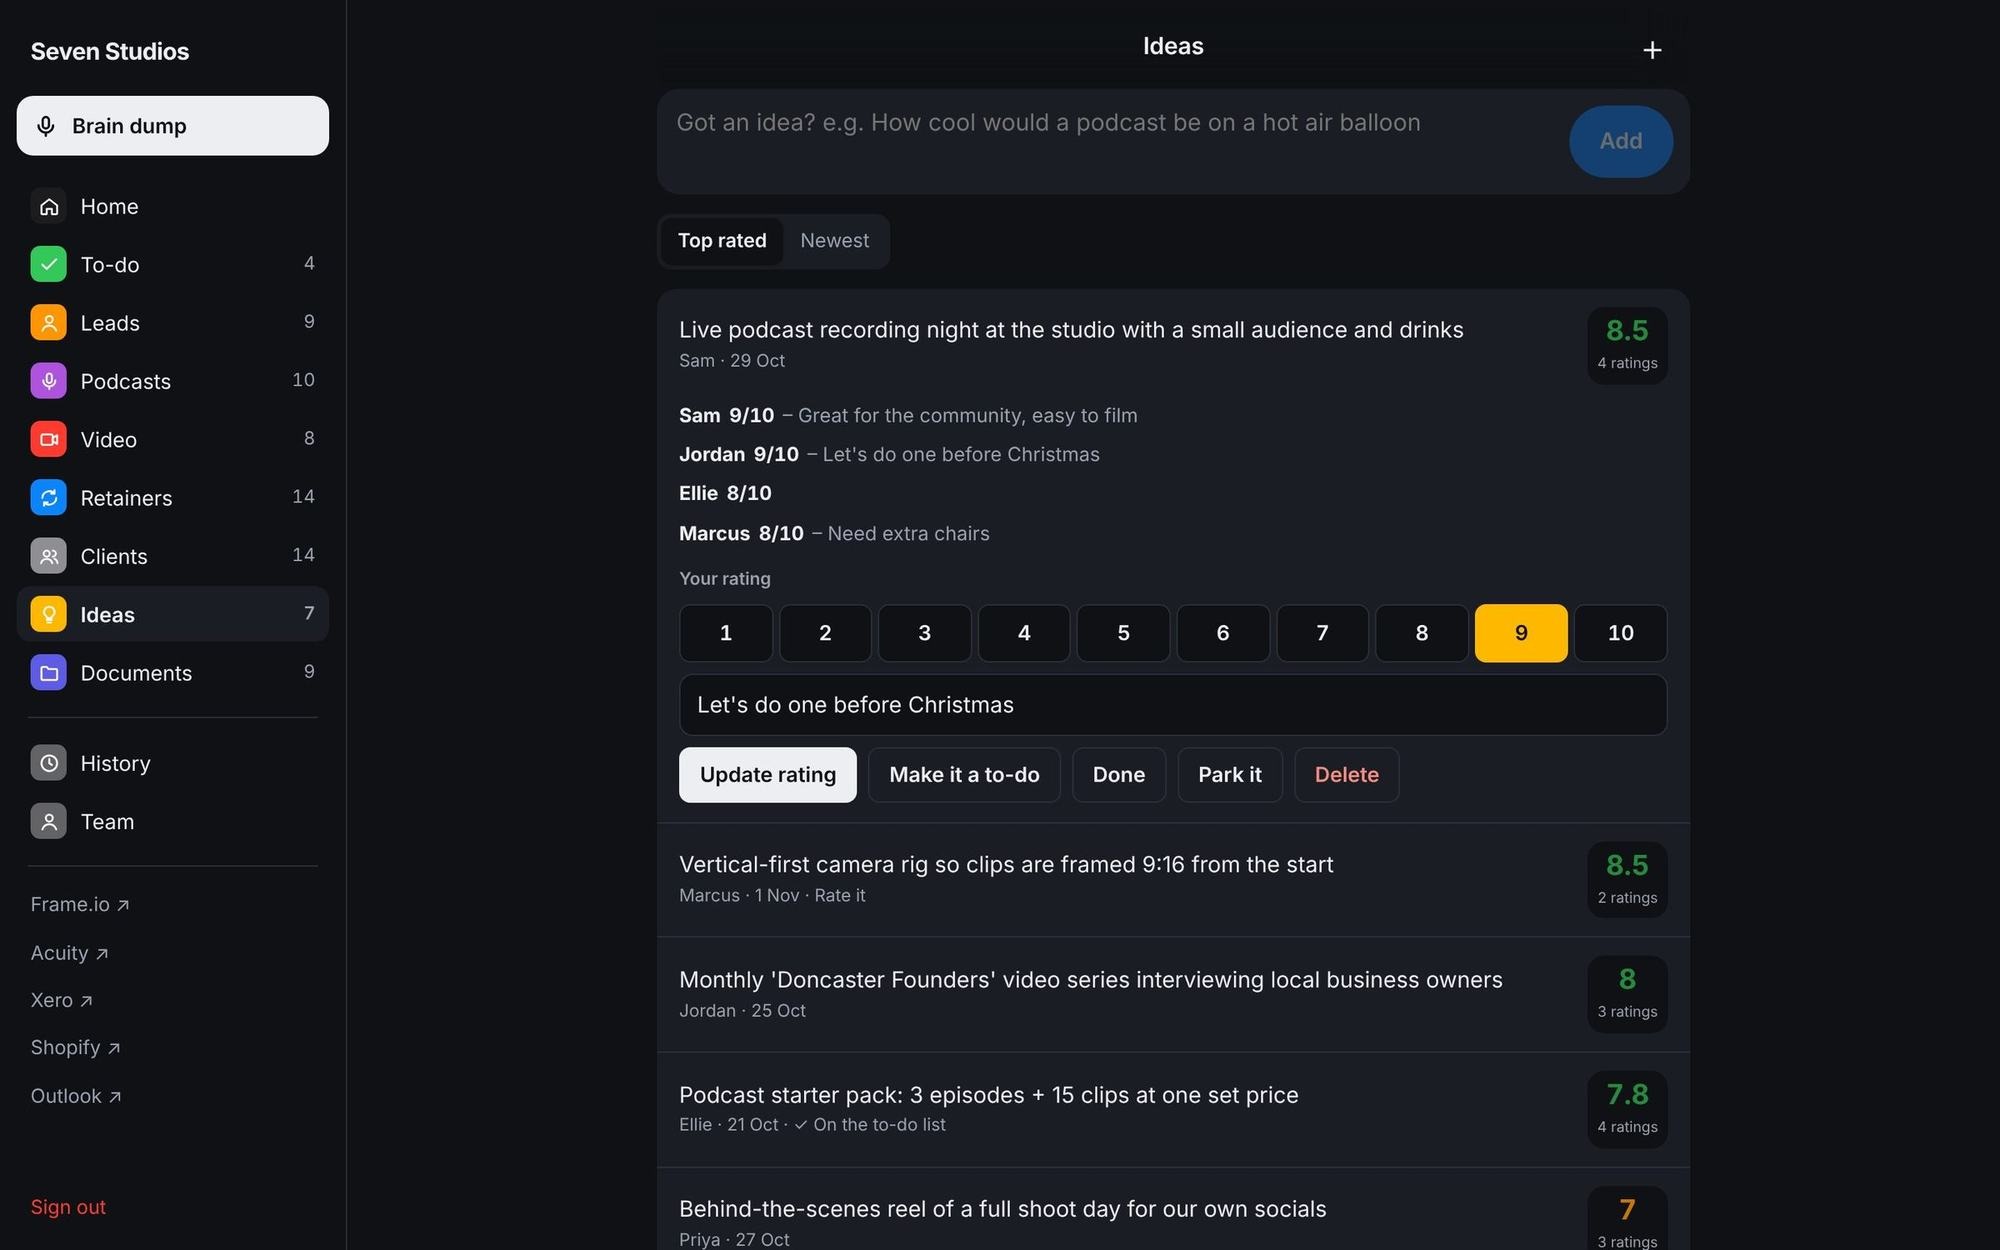 Seven Studios
Brain dump
Home
To-do 4
Leads 9
Podcasts 10
Video 8
Retainers 14
Clients 14
Ideas 7
Documents 9
History
Team
Frame.io ↗
Acuity ↗
Xero ↗
Shopify ↗
Outlook ↗
Sign out
Ideas +
Got an idea? e.g. How cool would a podcast be on a hot air balloon
Add
Top rated Newest
Live podcast recording night at the studio with a small audience and drinks
Sam · 29 Oct
8.5
4 ratings
Sam 9/10 – Great for the community, easy to film
Jordan 9/10 – Let's do one before Christmas
Ellie 8/10
Marcus 8/10 – Need extra chairs
Your rating
1 2 3 4 5 6 7 8 9 10
Let's do one before Christmas
Update rating Make it a to-do Done Park it Delete
Vertical-first camera rig so clips are framed 9:16 from the start
Marcus · 1 Nov · Rate it
8.5
2 ratings
Monthly 'Doncaster Founders' video series interviewing local business owners
Jordan · 25 Oct
8
3 ratings
Podcast starter pack: 3 episodes + 15 clips at one set price
Ellie · 21 Oct · ✓ On the to-do list
7.8
4 ratings
Behind-the-scenes reel of a full shoot day for our own socials
Priya · 27 Oct
7
3 ratings